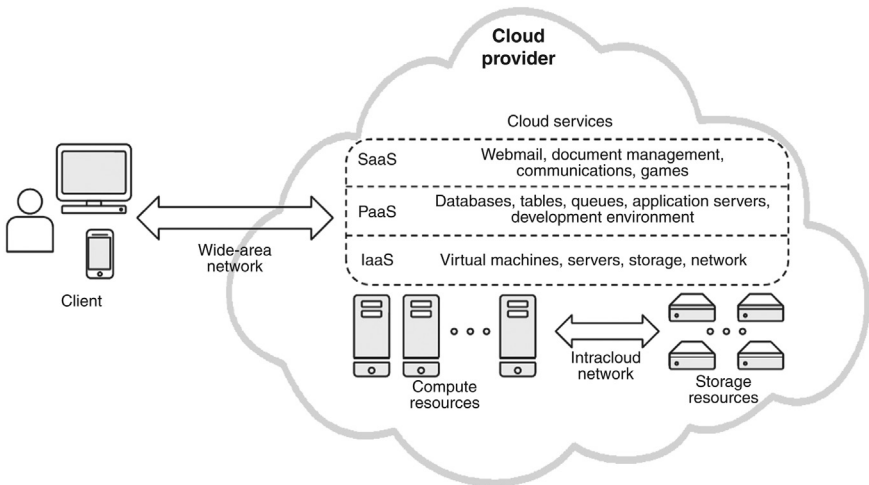 Cloud
provider
Cloud services
SaaS
Webmail, document management,
communications, games
PaaS
Databases, tables, queues, application servers,
development environment
IaaS
Virtual machines, servers, storage, network
Wide-area
network
Client
Compute
resources
Intracloud
network
Storage
resources